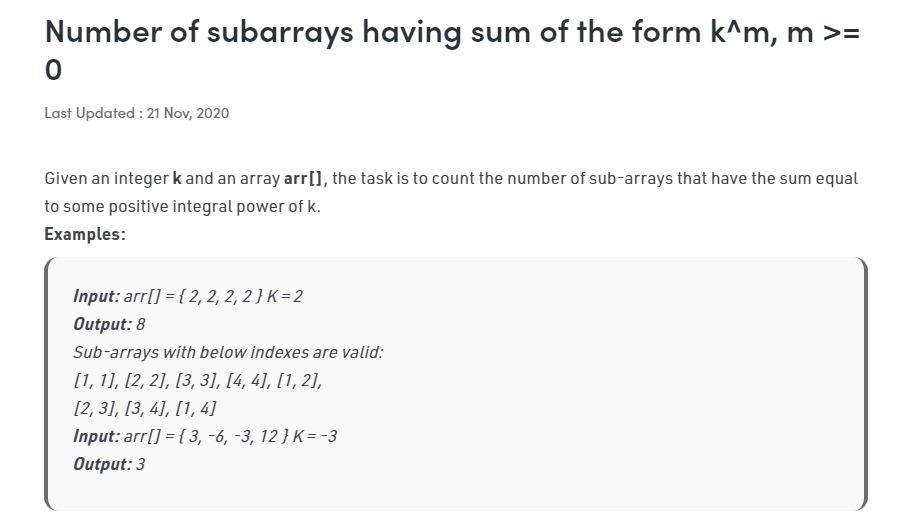 Number of subarrays having sum of the form k^m, m >=
0
Last Updated : 21 Nov, 2020
Given an integer k and an array arr[], the task is to count the number of sub-arrays that have the sum equal
to some positive integral power of k.
Examples:
Input: arr[] = { 2, 2, 2, 2 } K = 2
Output: 8
Sub-arrays with below indexes are valid:
[1, 1], [2, 2], [3, 3], [4, 4], [1, 2],
[2, 3], [3, 4], [1, 4]
Input: arr[] = { 3, -6, -3, 12 } K = -3
Output: 3